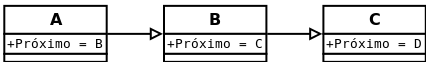 A
+Próximo = B
B
+Próximo = C
C
+Próximo = D